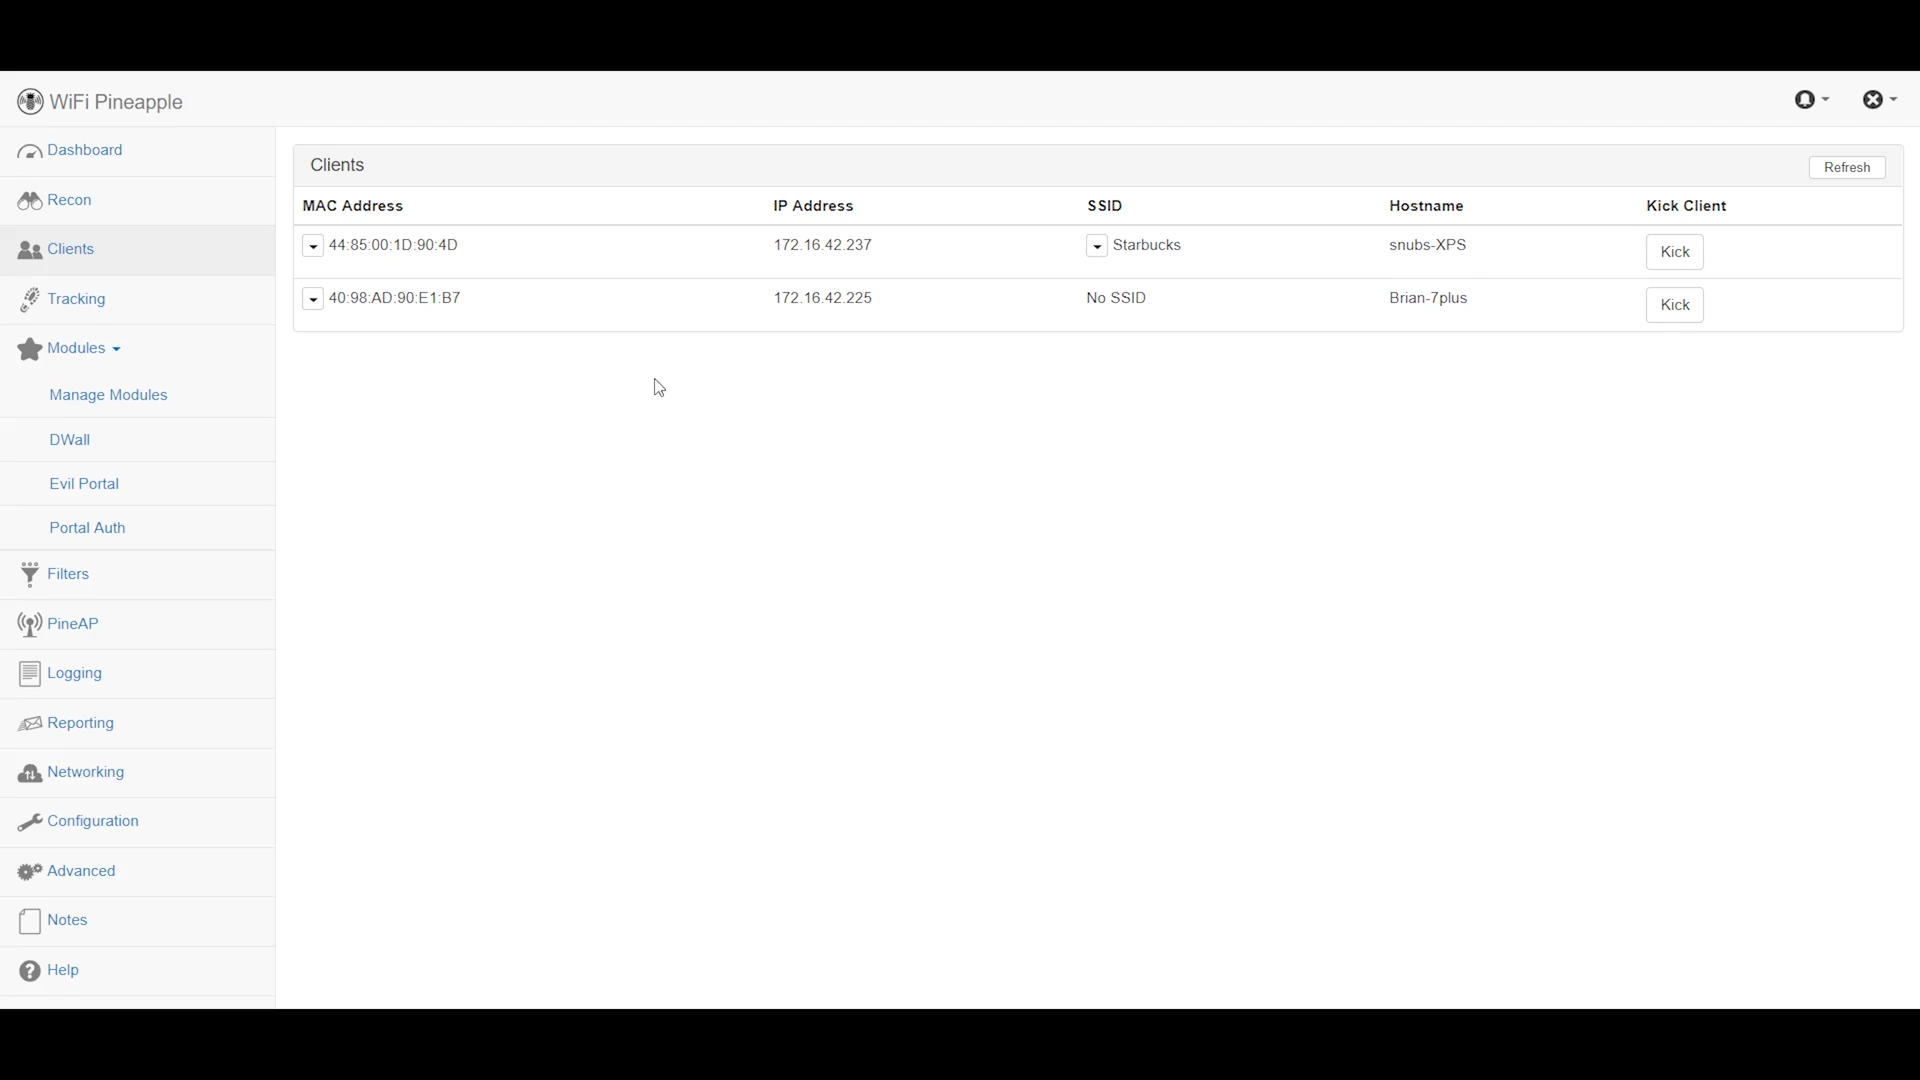 WiFi Pineapple
Dashboard
Recon
Clients
Tracking
Modules
Manage Modules
DWall
Evil Portal
Portal Auth
Filters
PineAP
Logging
Reporting
Networking
Configuration
Advanced
Notes
Help
Clients Refresh
MAC Address IP Address SSID Hostname Kick Client
44:85:00:1D:90:4D 172.16.42.237 Starbucks snubs-XPS Kick
40:98:AD:90:E1:B7 172.16.42.225 No SSID Brian-7plus Kick